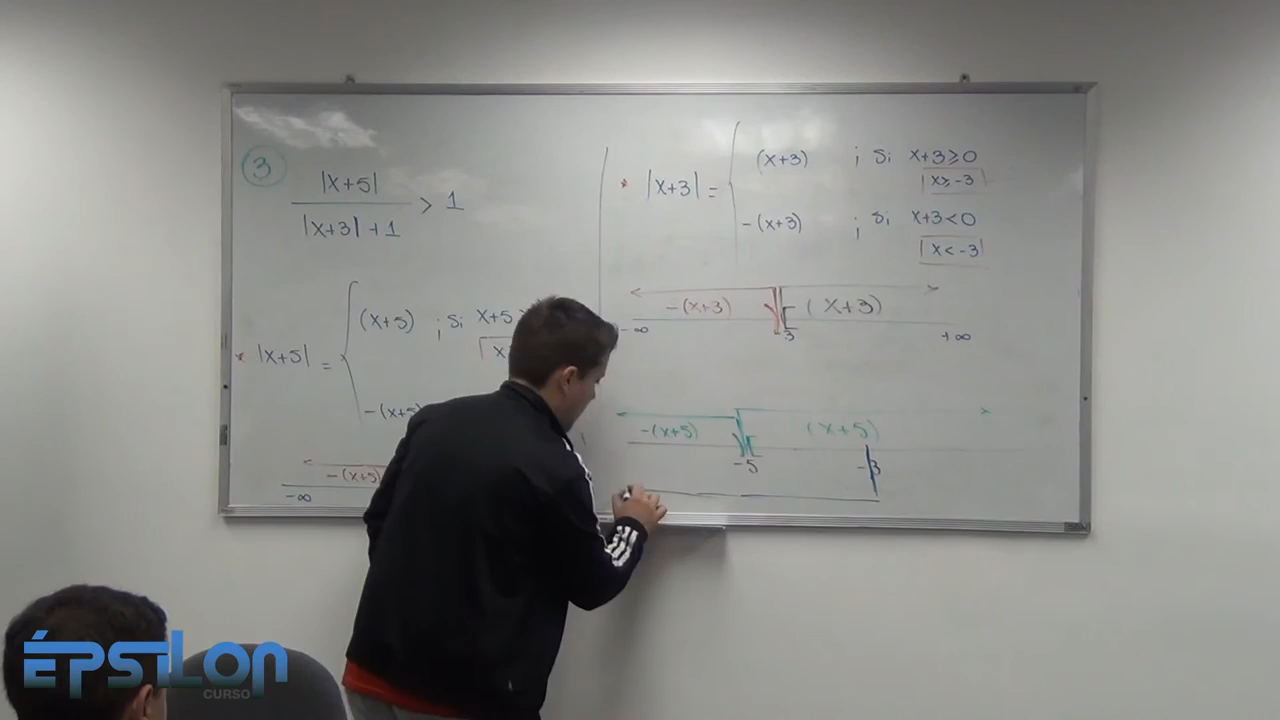 3
|x+5|
|x+3| + 1
> 1
* |x+5| =
(x+5) ; Si x+5
-(x+5)
-(x+5)
-∞
* |x+3| =
(x+3) ; Si x+3≥0
x≥-3
-(x+3) ; Si x+3<0
x<-3
-(x+3) (x+3)
-∞ 3 +∞
-(x+5) (x+5)
-5 -3
ÉPSILON
CURSO